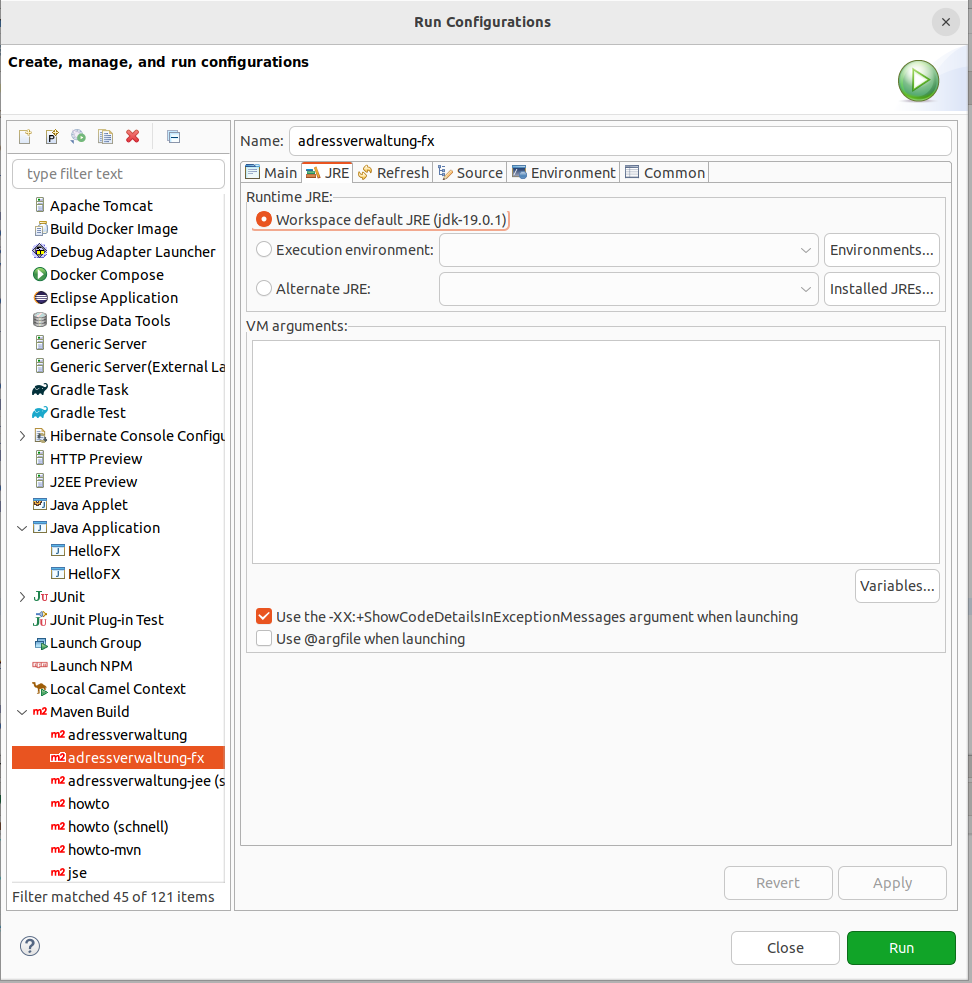 Run Configurations
Create, manage, and run configurations
type filter text
Apache Tomcat
Build Docker Image
Debug Adapter Launcher
Docker Compose
Eclipse Application
Eclipse Data Tools
Generic Server
Generic Server(External La
Gradle Task
Gradle Test
Hibernate Console Configu
HTTP Preview
J2EE Preview
Java Applet
Java Application
HelloFX
HelloFX
JUnit
JUnit Plug-in Test
Launch Group
Launch NPM
Local Camel Context
Maven Build
adressverwaltung
adressverwaltung-fx
adressverwaltung-jee (s
howto
howto (schnell)
howto-mvn
jse
Filter matched 45 of 121 items
Name: adressverwaltung-fx
Main JRE Refresh Source Environment Common
Runtime JRE:
Workspace default JRE (jdk-19.0.1)
Execution environment: Environments...
Alternate JRE: Installed JREs...
VM arguments:
Variables...
Use the -XX:+ShowCodeDetailsInExceptionMessages argument when launching
Use @argfile when launching
Revert Apply
Close Run